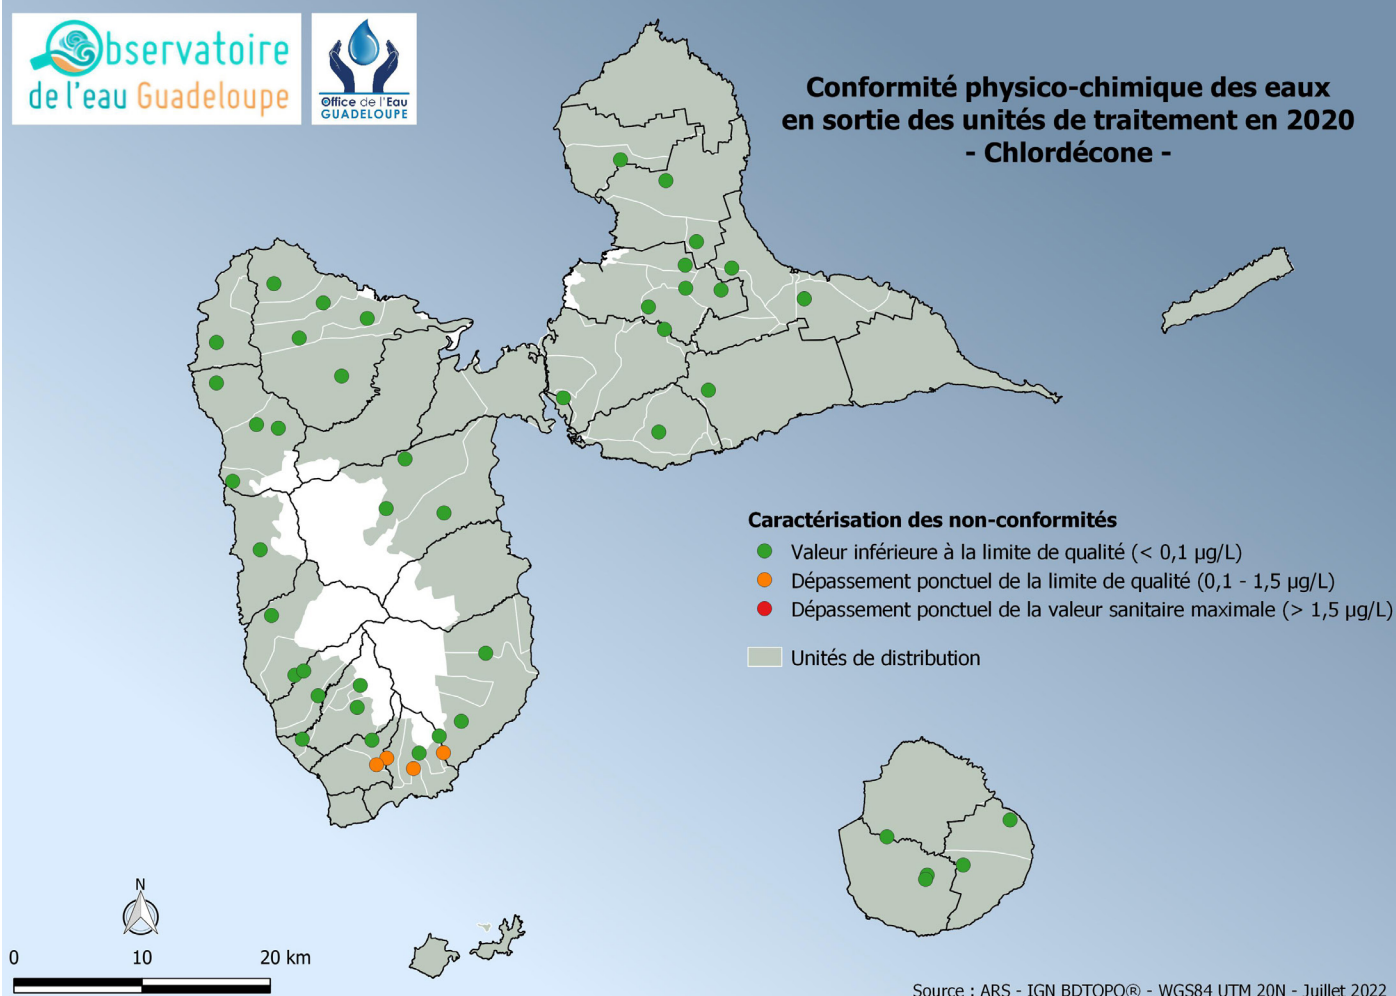 Observatoire
de l'eau Guadeloupe
Office de l'Eau
GUADELOUPE
Conformité physico-chimique des eaux
en sortie des unités de traitement en 2020
- Chlordécone -
Caractérisation des non-conformités
Valeur inférieure à la limite de qualité (< 0,1 µg/L)
Dépassement ponctuel de la limite de qualité (0,1 - 1,5 µg/L)
Dépassement ponctuel de la valeur sanitaire maximale (> 1,5 µg/L)
Unités de distribution
N
0 10 20 km
Source : ARS - IGN BDTOPO® - WGS84 UTM 20N - Juillet 2022